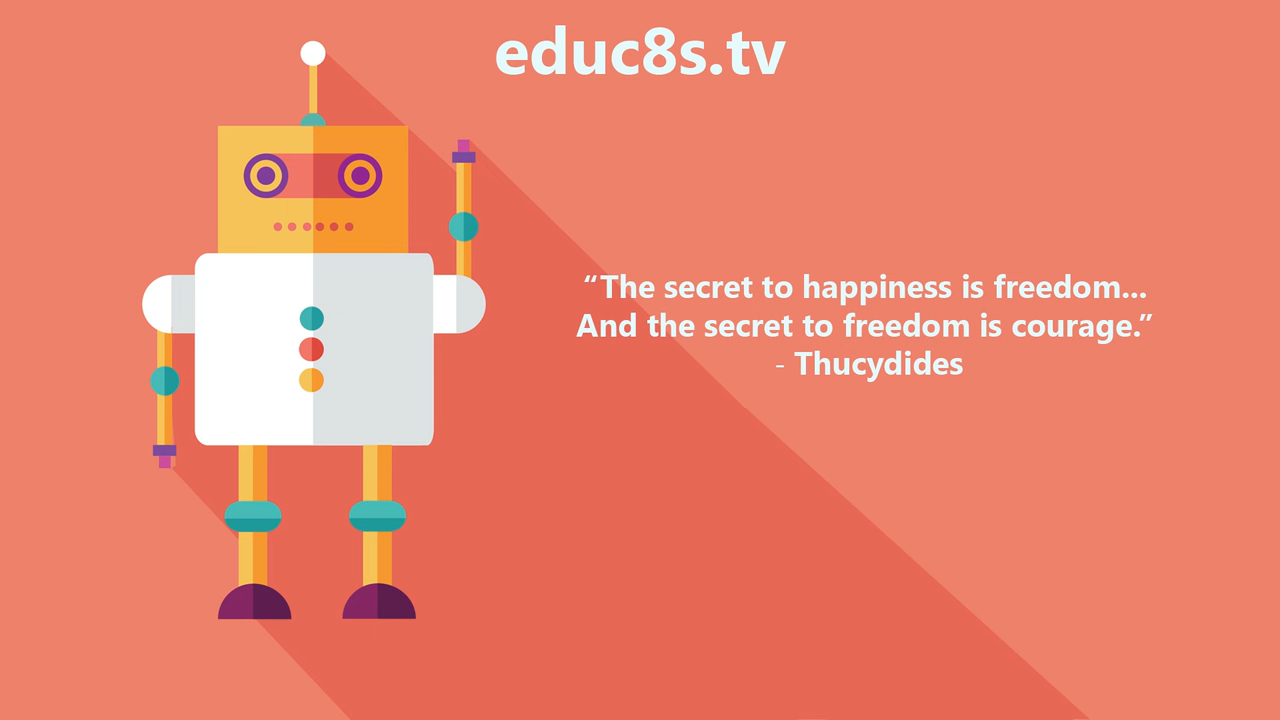 educ8s.tv
“The secret to happiness is freedom...
And the secret to freedom is courage.”
- Thucydides